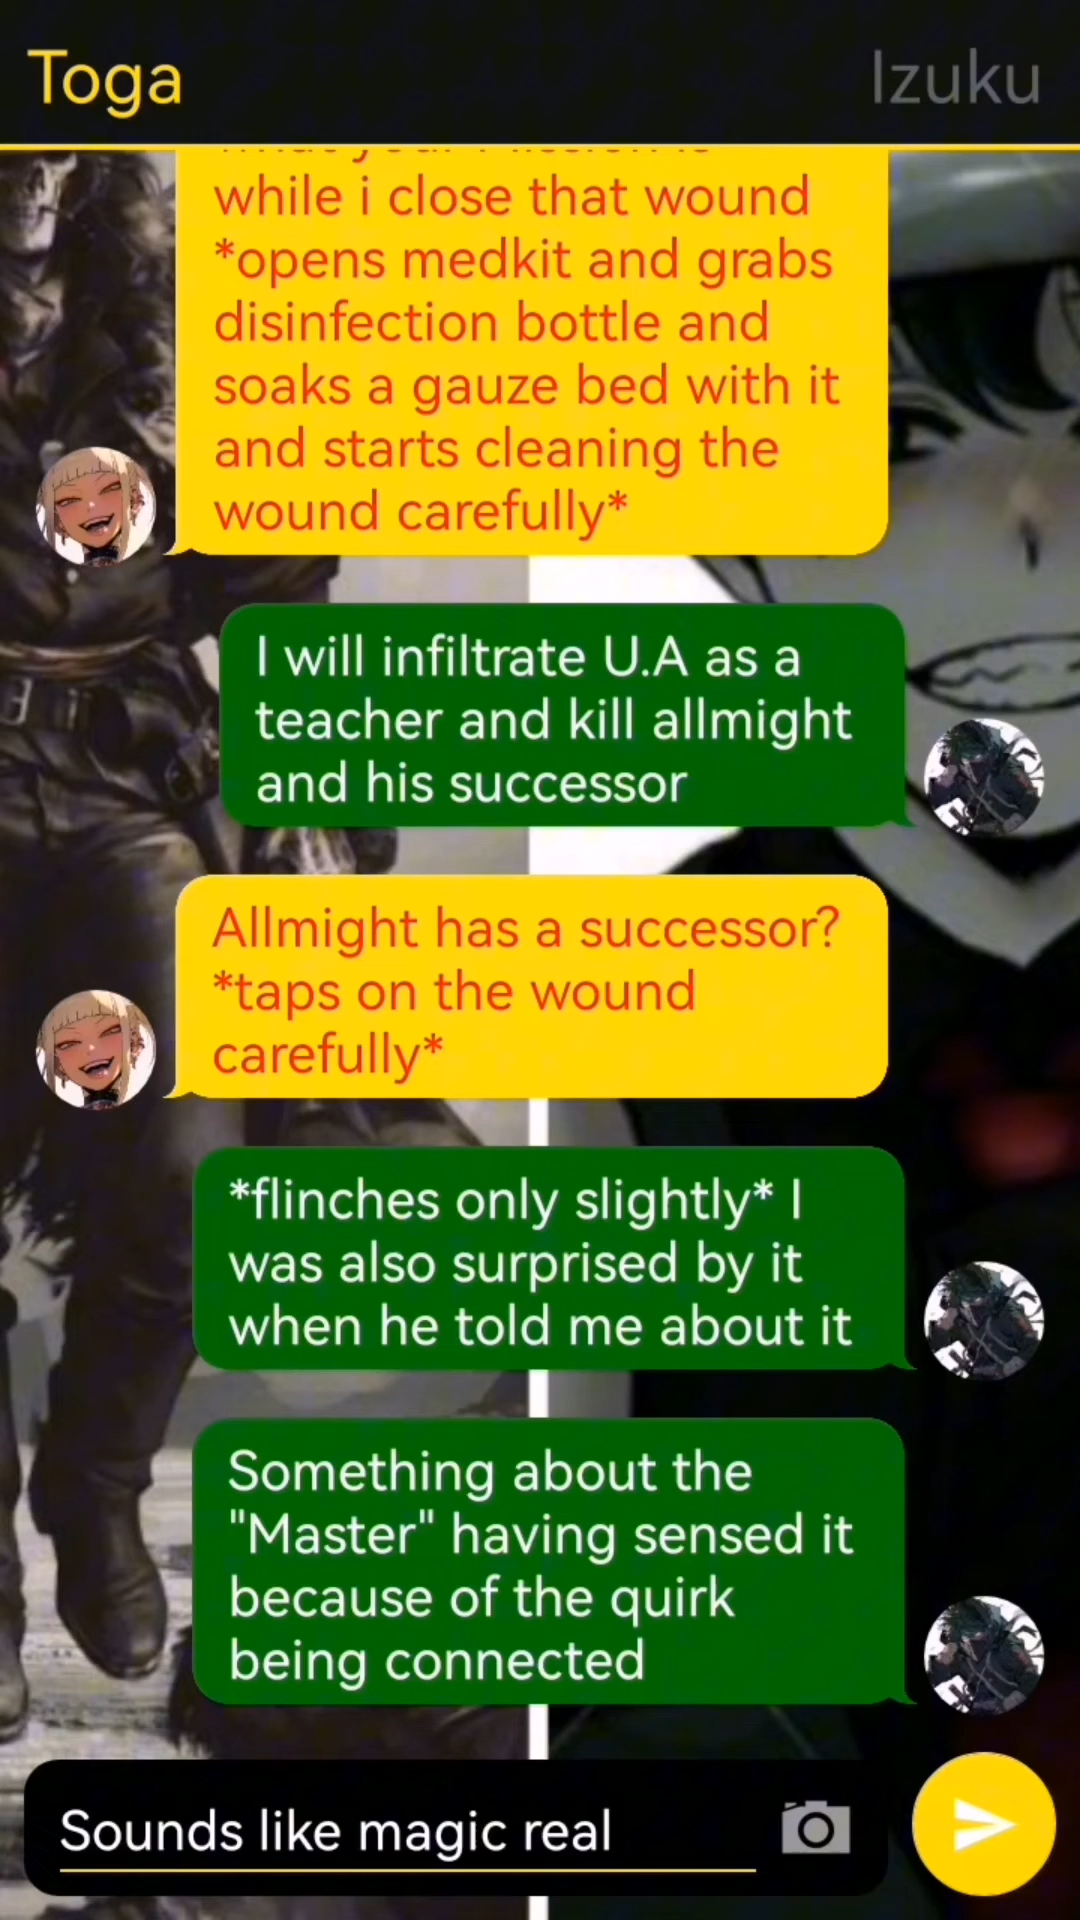 Toga
Izuku
while i close that wound
*opens medkit and grabs
disinfection bottle and
soaks a gauze bed with it
and starts cleaning the
wound carefully*
I will infiltrate U.A as a
teacher and kill allmight
and his successor
Allmight has a successor?
*taps on the wound
carefully*
*flinches only slightly* I
was also surprised by it
when he told me about it
Something about the
"Master" having sensed it
because of the quirk
being connected
Sounds like magic real